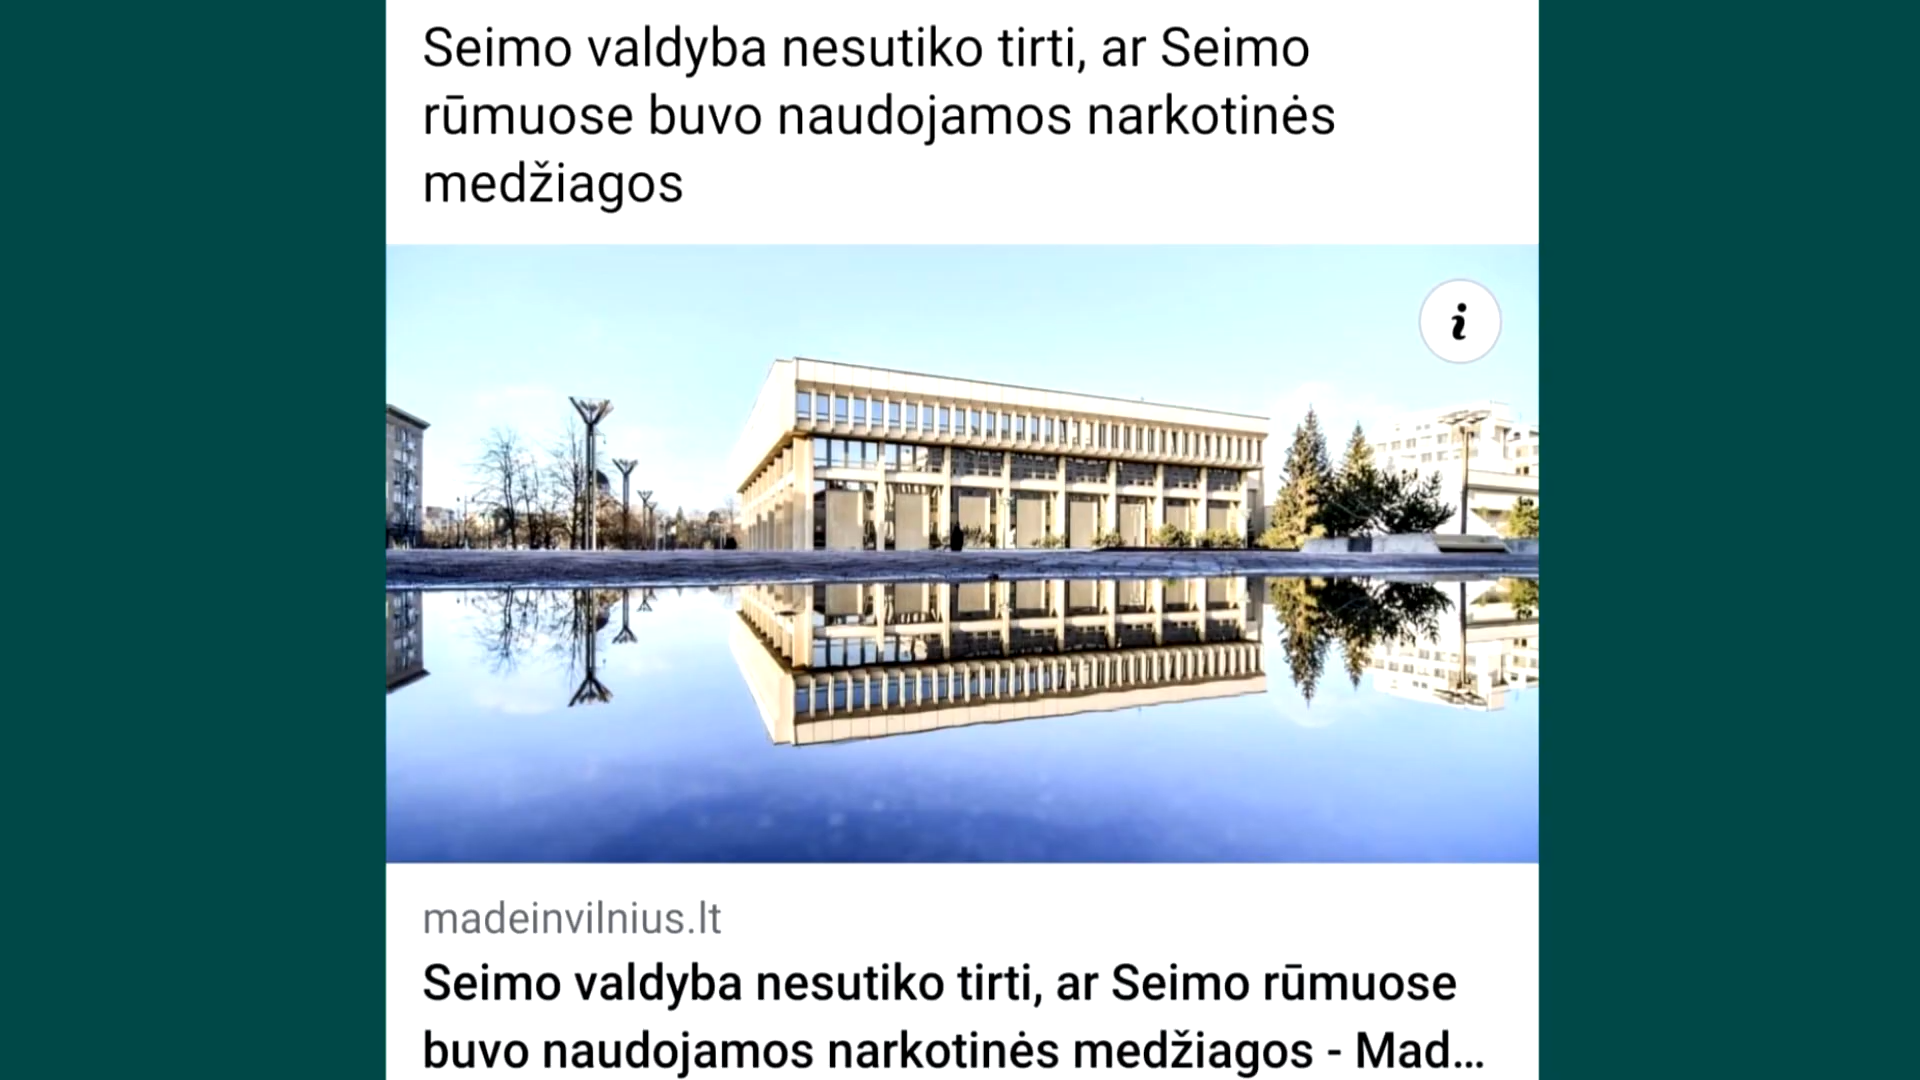 Seimo valdyba nesutiko tirti, ar Seimo
rūmuose buvo naudojamos narkotinės
medžiagos
i
madeinvilnius.lt
Seimo valdyba nesutiko tirti, ar Seimo rūmuose
buvo naudojamos narkotinės medžiagos - Mad...